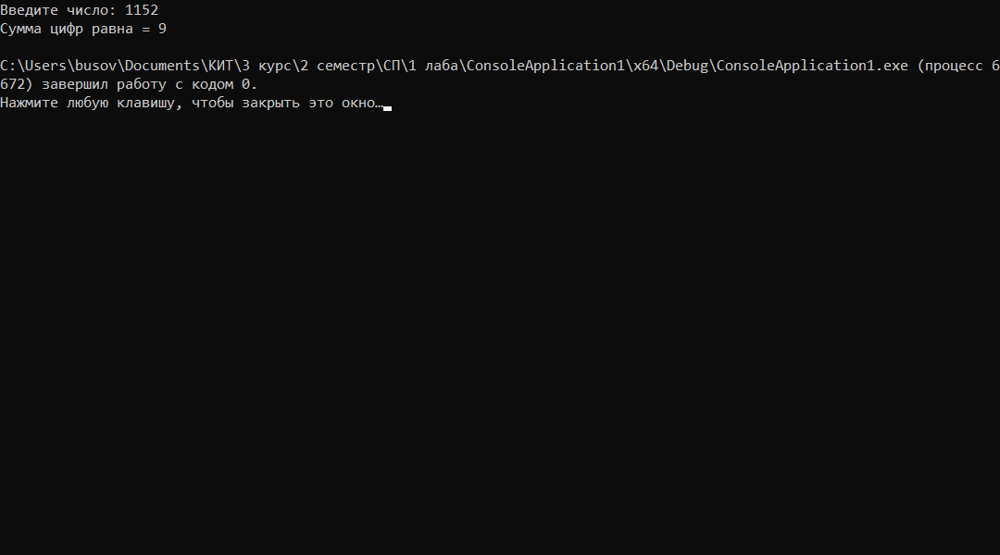 Введите число: 1152
Сумма цифр равна = 9
C:\Users\busov\Documents\КИТ\3 курс\2 семестр\СП\1 лаба\ConsoleApplication1\x64\Debug\ConsoleApplication1.exe (процесс 6
672) завершил работу с кодом 0.
Нажмите любую клавишу, чтобы закрыть это окно…